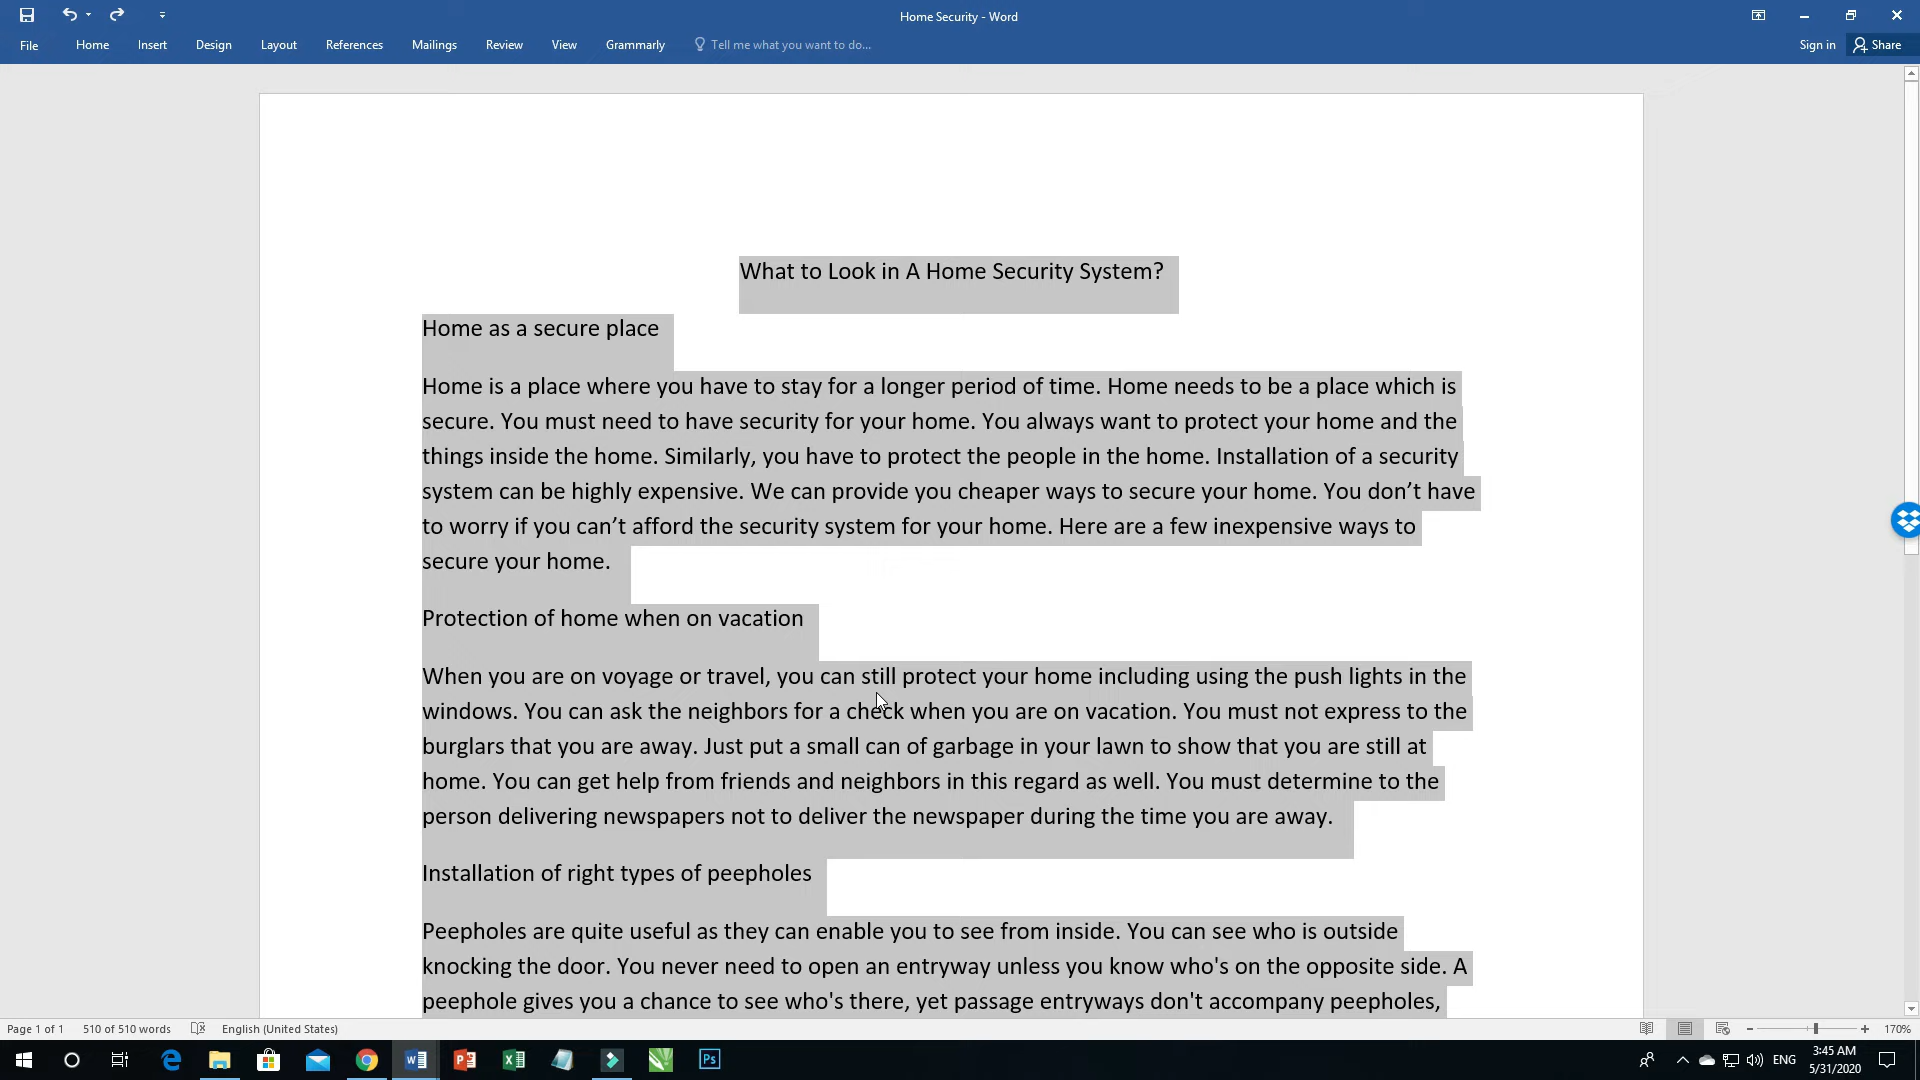 Home Security - Word
File Home Insert Design Layout References Mailings Review View Grammarly Tell me what you want to do... Sign in Share
What to Look in A Home Security System?
Home as a secure place
Home is a place where you have to stay for a longer period of time. Home needs to be a place which is
secure. You must need to have security for your home. You always want to protect your home and the
things inside the home. Similarly, you have to protect the people in the home. Installation of a security
system can be highly expensive. We can provide you cheaper ways to secure your home. You don’t have
to worry if you can’t afford the security system for your home. Here are a few inexpensive ways to
secure your home.
Protection of home when on vacation
When you are on voyage or travel, you can still protect your home including using the push lights in the
windows. You can ask the neighbors for a check when you are on vacation. You must not express to the
burglars that you are away. Just put a small can of garbage in your lawn to show that you are still at
home. You can get help from friends and neighbors in this regard as well. You must determine to the
person delivering newspapers not to deliver the newspaper during the time you are away.
Installation of right types of peepholes
Peepholes are quite useful as they can enable you to see from inside. You can see who is outside
knocking the door. You never need to open an entryway unless you know who's on the opposite side. A
peephole gives you a chance to see who's there, yet passage entryways don't accompany peepholes,
Page 1 of 1 510 of 510 words English (United States) 170%
ENG 3:45 AM
5/31/2020